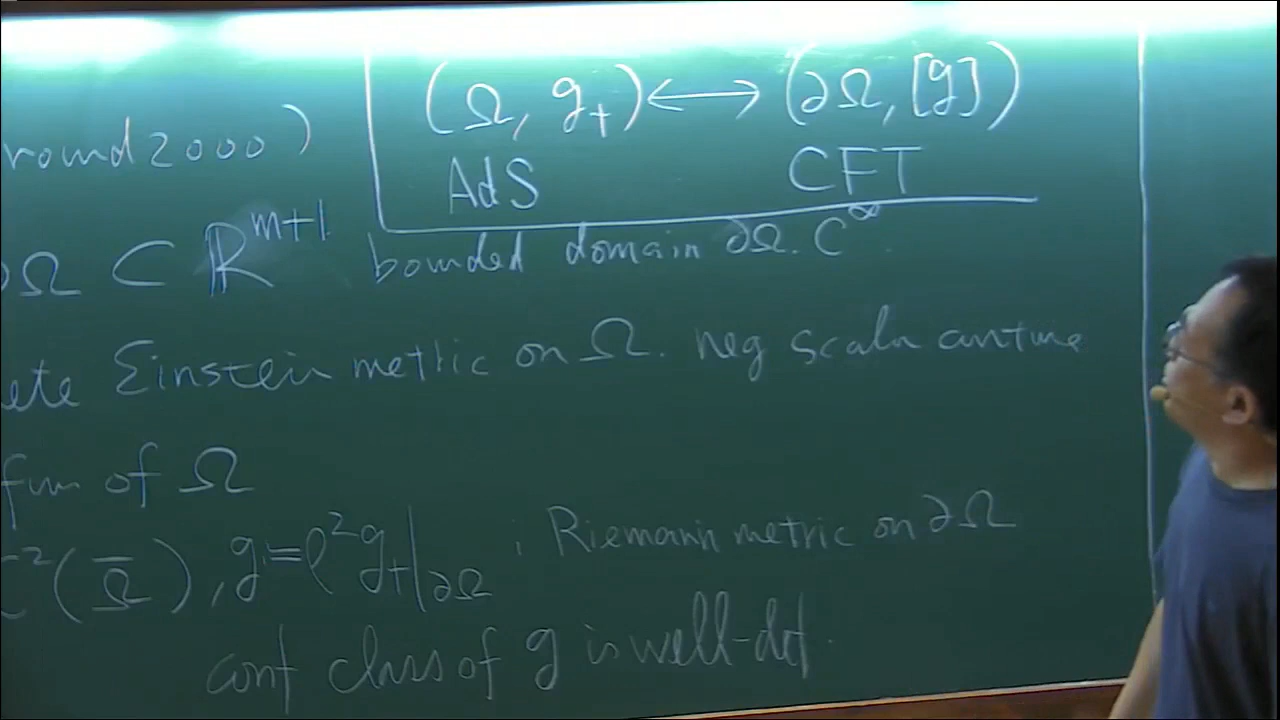 (Ω, g₊) ⟷ (∂Ω, [g])
round 2000)
AdS CFT
Ω ⊂ ℝ^{m+1} bounded domain ∂Ω. C^∞
ete Einstein metric on Ω. neg scalar curvature
fun of Ω
C²(Ω̄), g = ρ²g₊|_{∂Ω} ; Riemann metric on ∂Ω
conf class of g is well-def.